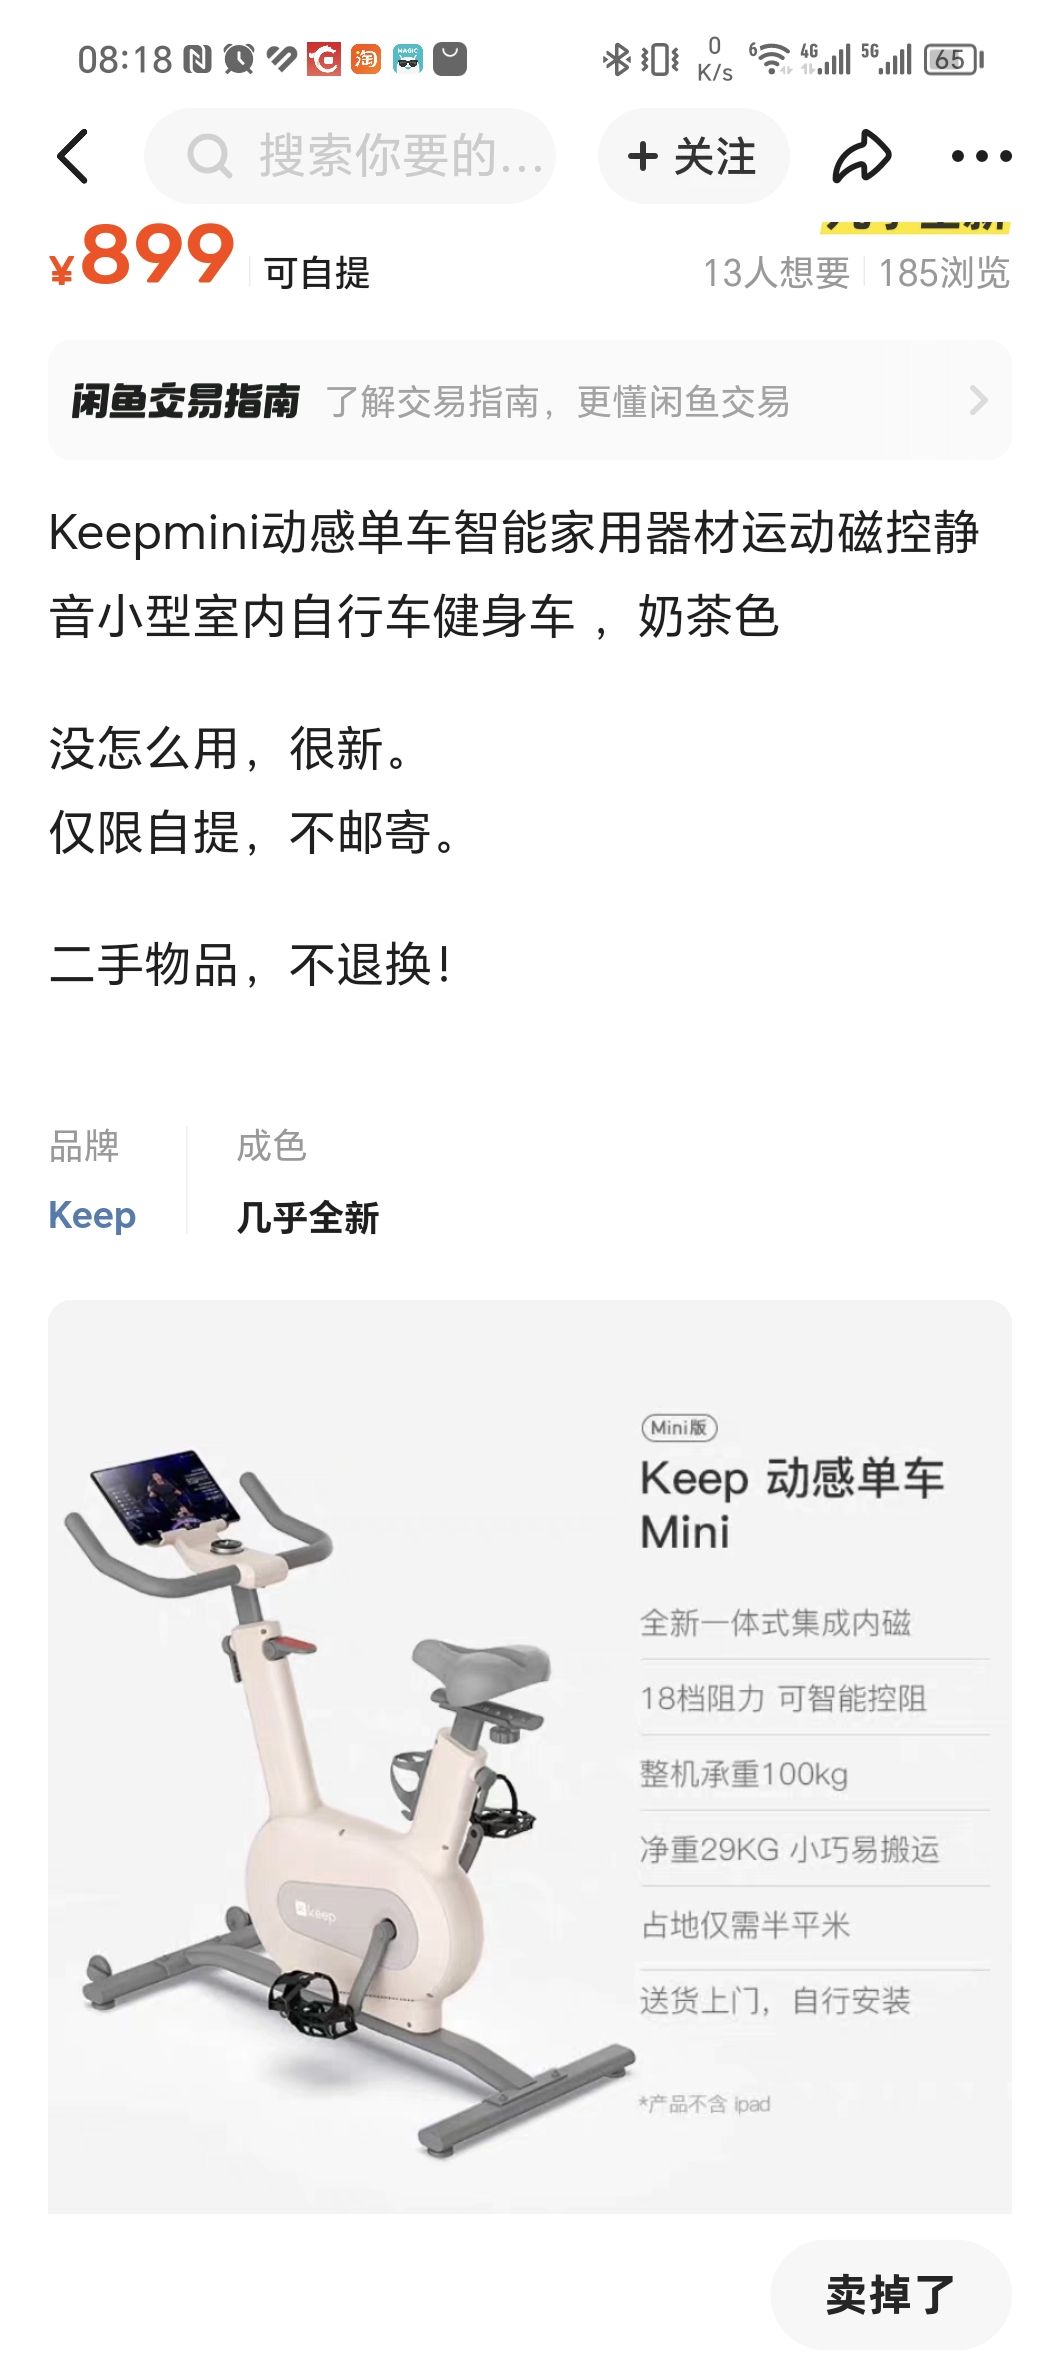 08:18
0
K/s
6
4G
5G
65
搜索你要的...
+ 关注
¥899
可自提
几乎全新
13人想要
185浏览
闲鱼交易指南
了解交易指南，更懂闲鱼交易
Keepmini动感单车智能家用器材运动磁控静
音小型室内自行车健身车 ，奶茶色
没怎么用，很新。
仅限自提，不邮寄。
二手物品，不退换！
品牌
成色
Keep
几乎全新
Mini版
Keep 动感单车
Mini
全新一体式集成内磁
18档阻力 可智能控阻
整机承重100kg
净重29KG 小巧易搬运
占地仅需半平米
送货上门，自行安装
*产品不含 ipad
keep
卖掉了